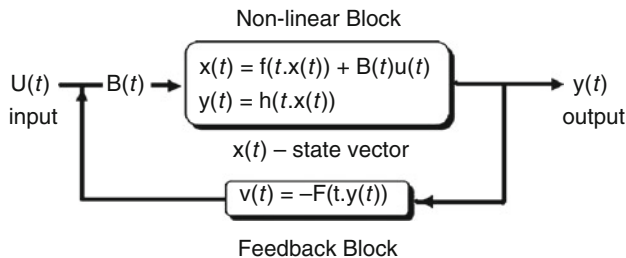 Non-linear Block
U(t) B(t) x(t) = f(t.x(t)) + B(t)u(t) y(t)
input y(t) = h(t.x(t)) output
x(t) – state vector
v(t) = –F(t.y(t))
Feedback Block